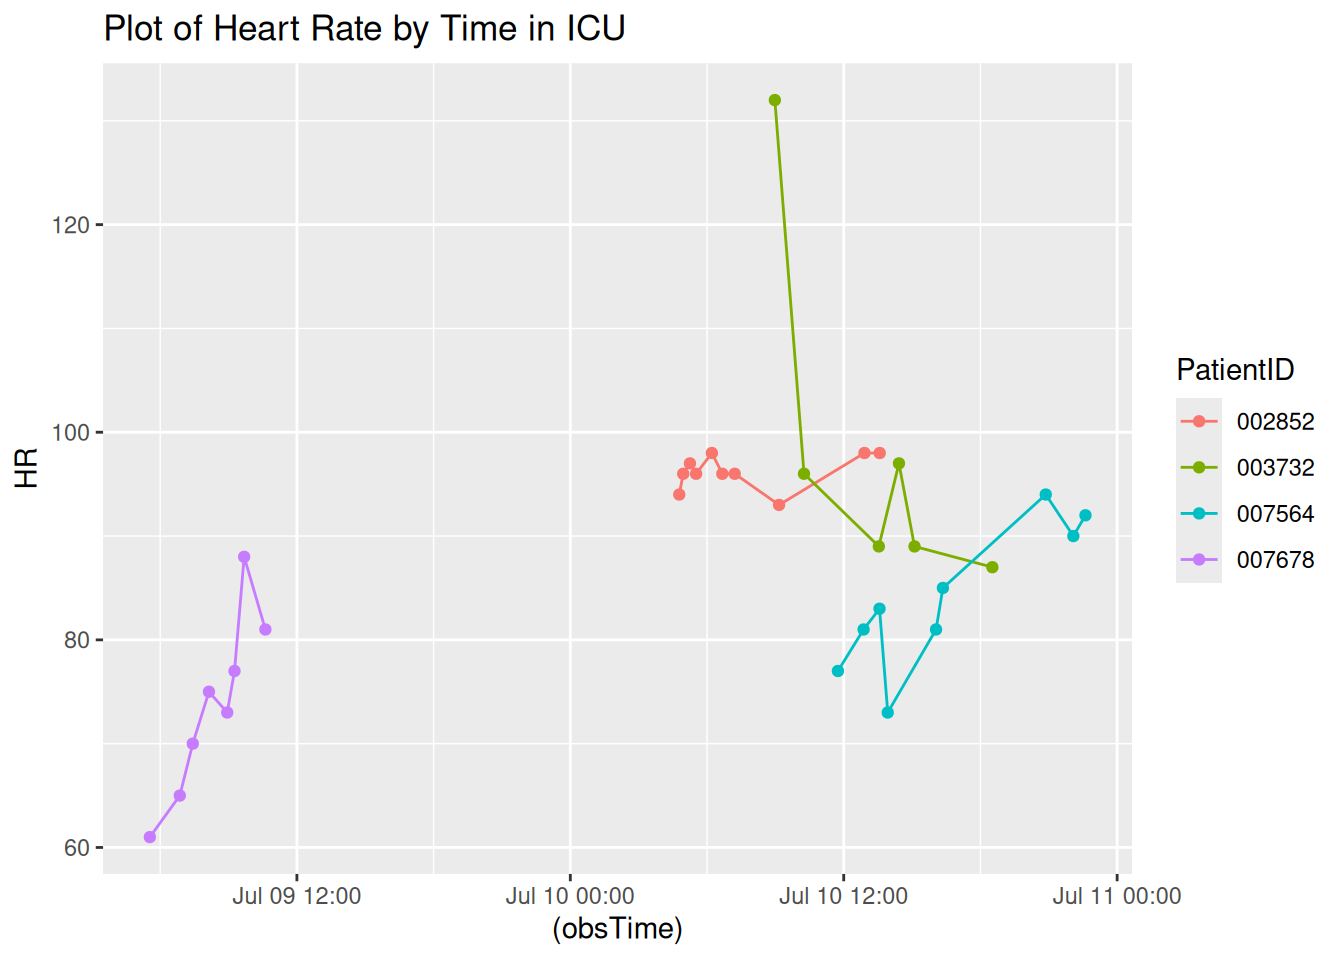 Plot of Heart Rate by Time in ICU
HR
120
100
80
60
Jul 09 12:00
Jul 10 00:00
Jul 10 12:00
Jul 11 00:00
(obsTime)
PatientID
002852
003732
007564
007678